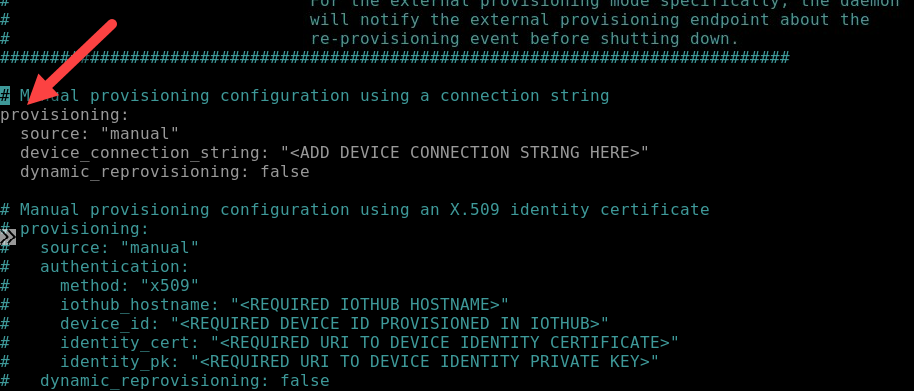 # For the external provisioning mode specifically, the daemon
# will notify the external provisioning endpoint about the
# re-provisioning event before shutting down.
###############################################################################
# Manual provisioning configuration using a connection string
provisioning:
  source: "manual"
  device_connection_string: "<ADD DEVICE CONNECTION STRING HERE>"
  dynamic_reprovisioning: false
# Manual provisioning configuration using an X.509 identity certificate
# provisioning:
#   source: "manual"
#   authentication:
#     method: "x509"
#     iothub_hostname: "<REQUIRED IOTHUB HOSTNAME>"
#     device_id: "<REQUIRED DEVICE ID PROVISIONED IN IOTHUB>"
#     identity_cert: "<REQUIRED URI TO DEVICE IDENTITY CERTIFICATE>"
#     identity_pk: "<REQUIRED URI TO DEVICE IDENTITY PRIVATE KEY>"
#   dynamic_reprovisioning: false